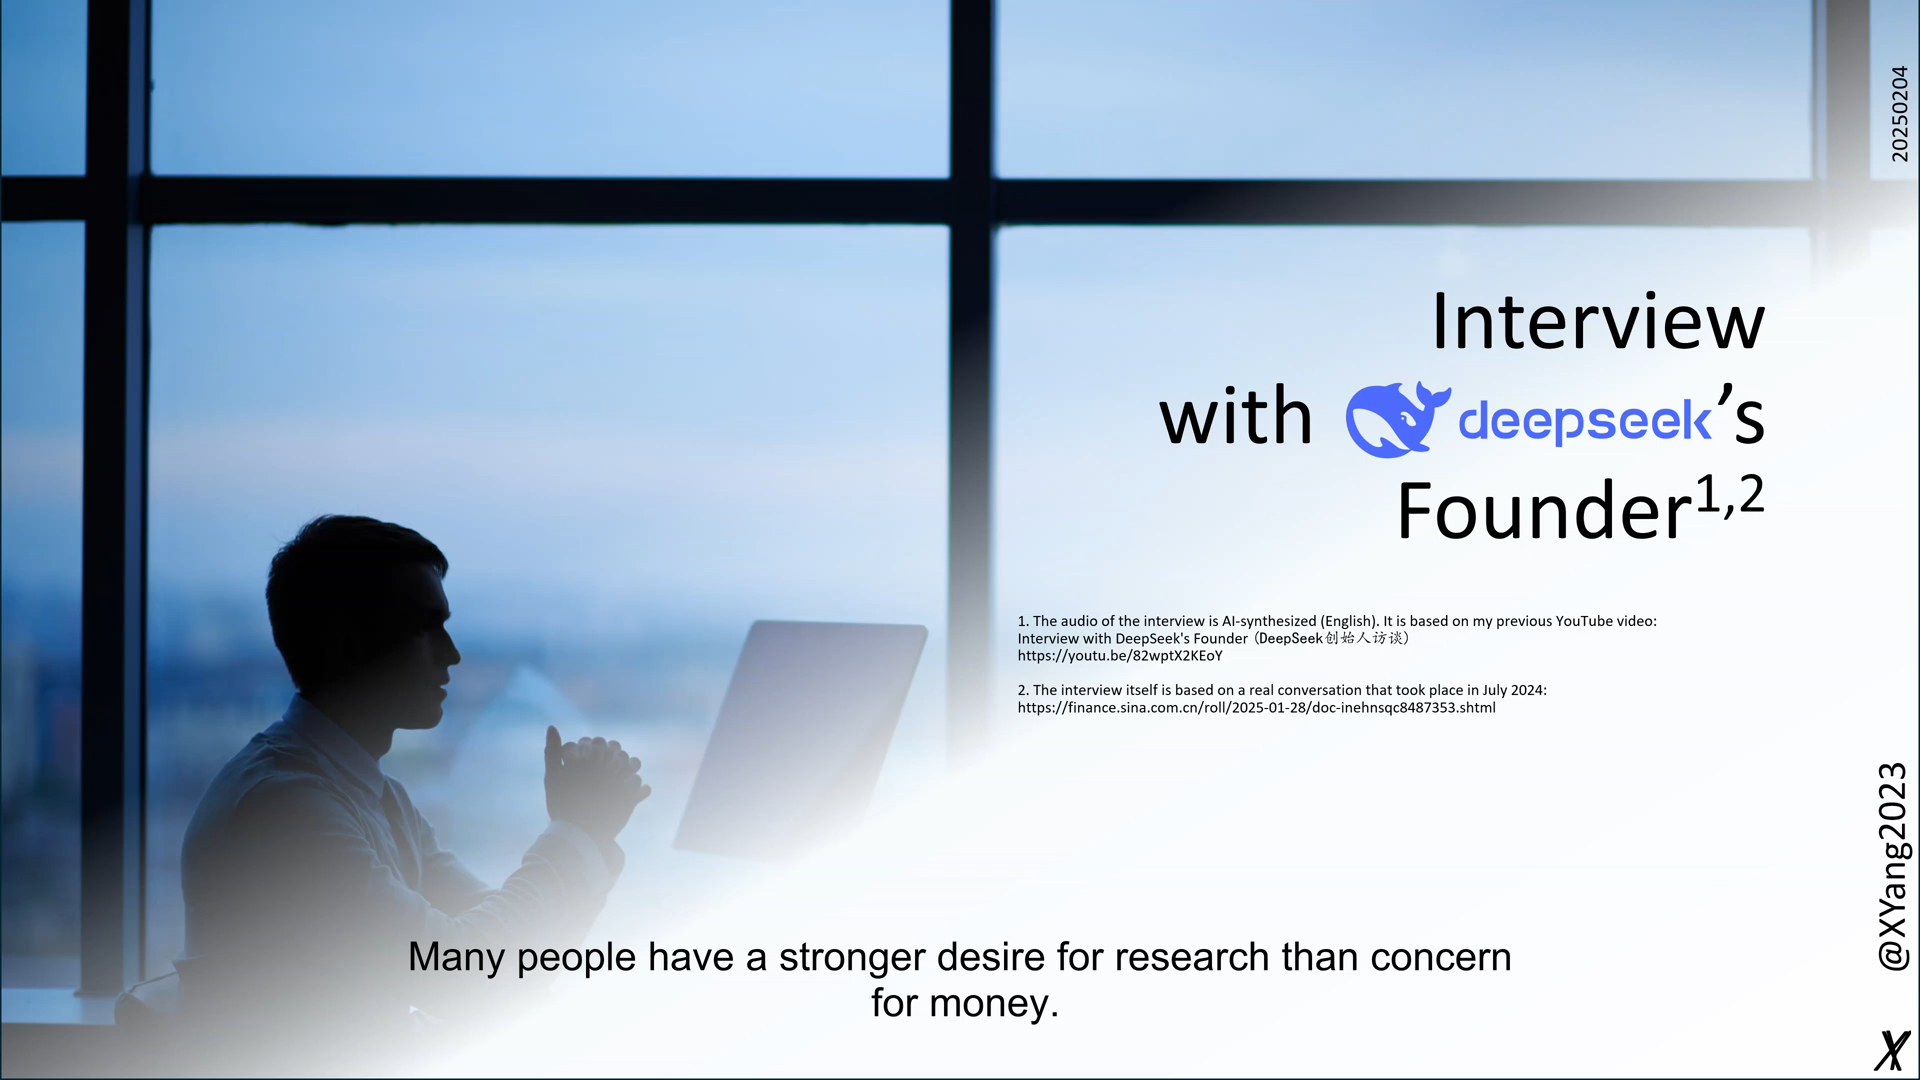 20250204
Interview
with deepseek’s
Founder1,2
1. The audio of the interview is AI-synthesized (English). It is based on my previous YouTube video:
Interview with DeepSeek's Founder (DeepSeek创始人访谈)
https://youtu.be/82wptX2KEoY
2. The interview itself is based on a real conversation that took place in July 2024:
https://finance.sina.com.cn/roll/2025-01-28/doc-inehnsqc8487353.shtml
@XYang2023
Many people have a stronger desire for research than concern
for money.
X